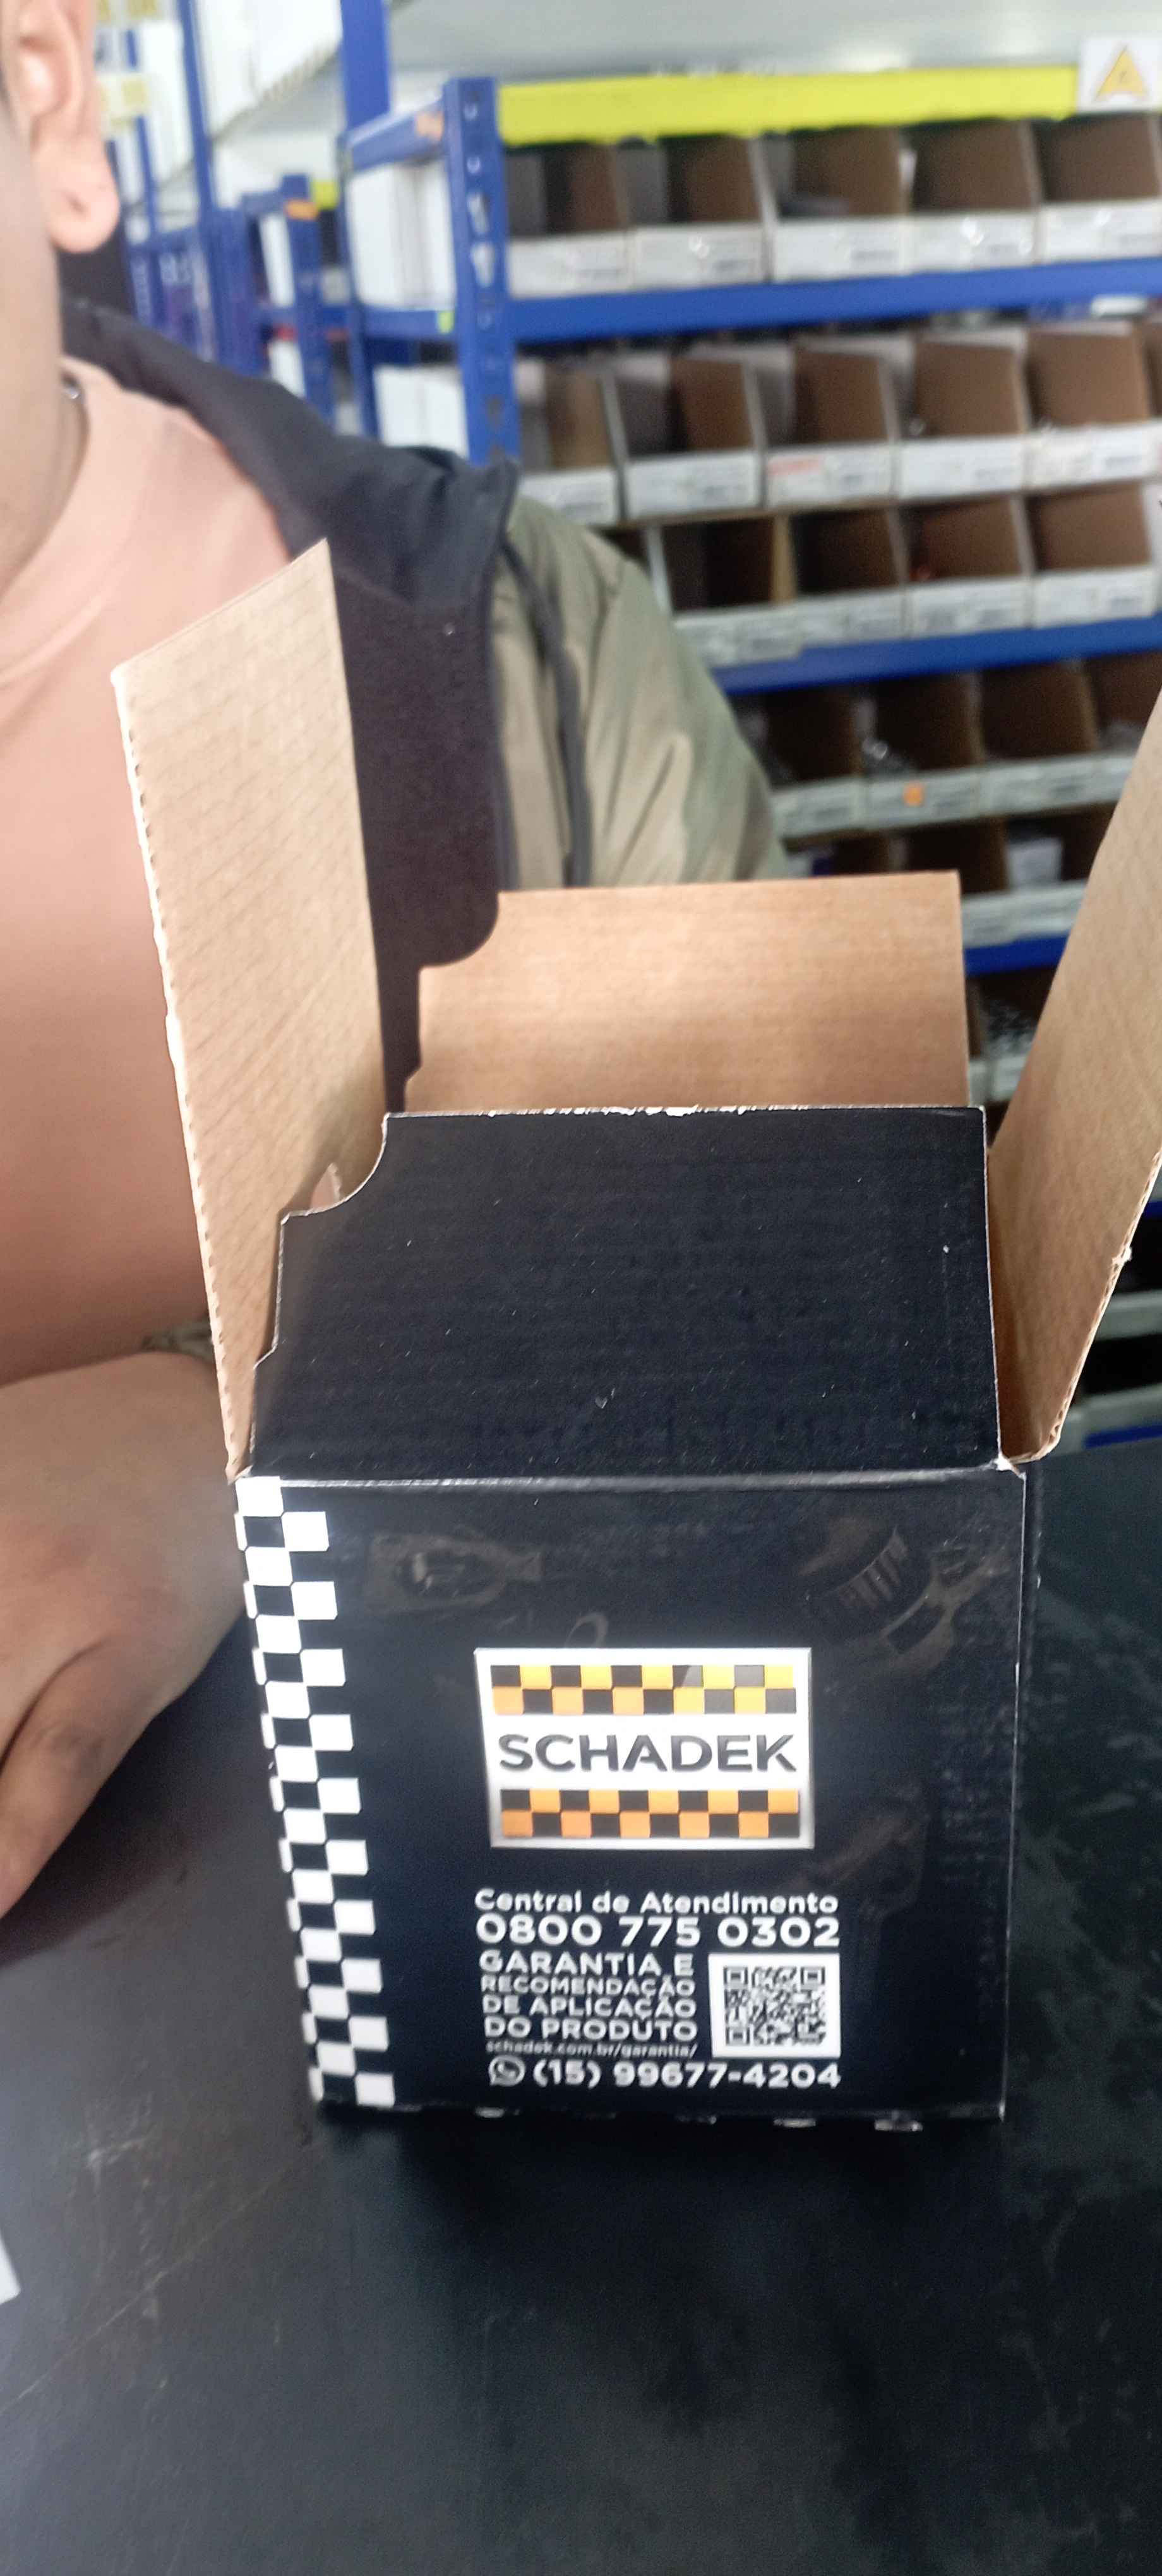 SCHADEK
Central de Atendimento
0800 775 0302
GARANTIA E
RECOMENDAÇÃO
DE APLICAÇÃO
DO PRODUTO
schadek.com.br/garantia/
(15) 99677-4204